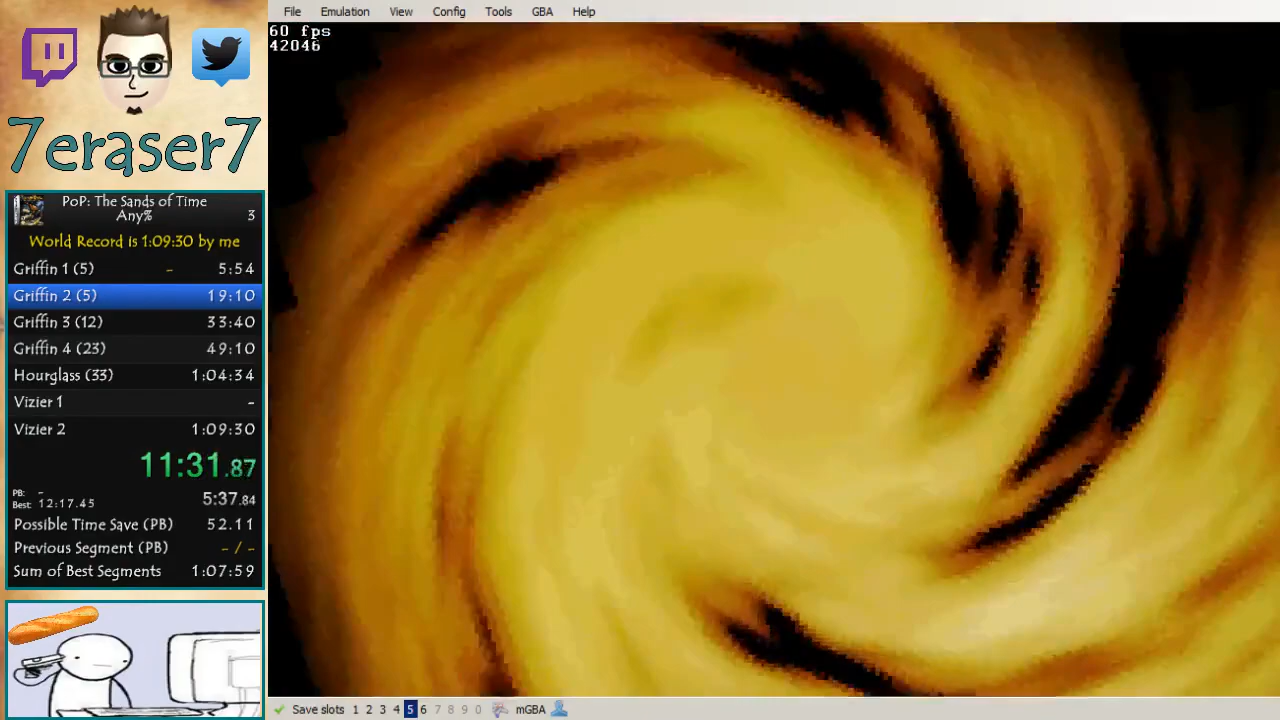 7eraser7
PoP: The Sands of Time
Any% 3
World Record is 1:09:30 by me
Griffin 1 (5) - 5:54
Griffin 2 (5) 19:10
Griffin 3 (12) 33:40
Griffin 4 (23) 49:10
Hourglass (33) 1:04:34
Vizier 1 -
Vizier 2 1:09:30
11:31.87
PB: -
Best: 12:17.45 5:37.84
Possible Time Save (PB) 52.11
Previous Segment (PB) - / -
Sum of Best Segments 1:07:59
File Emulation View Config Tools GBA Help
60 fps
42046
Save slots 1 2 3 4 5 6 7 8 9 0 mGBA